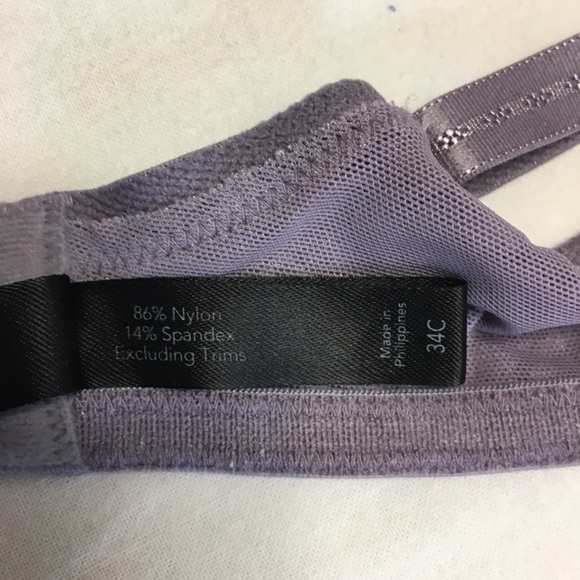 86% Nylon
14% Spandex
Excluding Trims
Made in
Philippines
34C